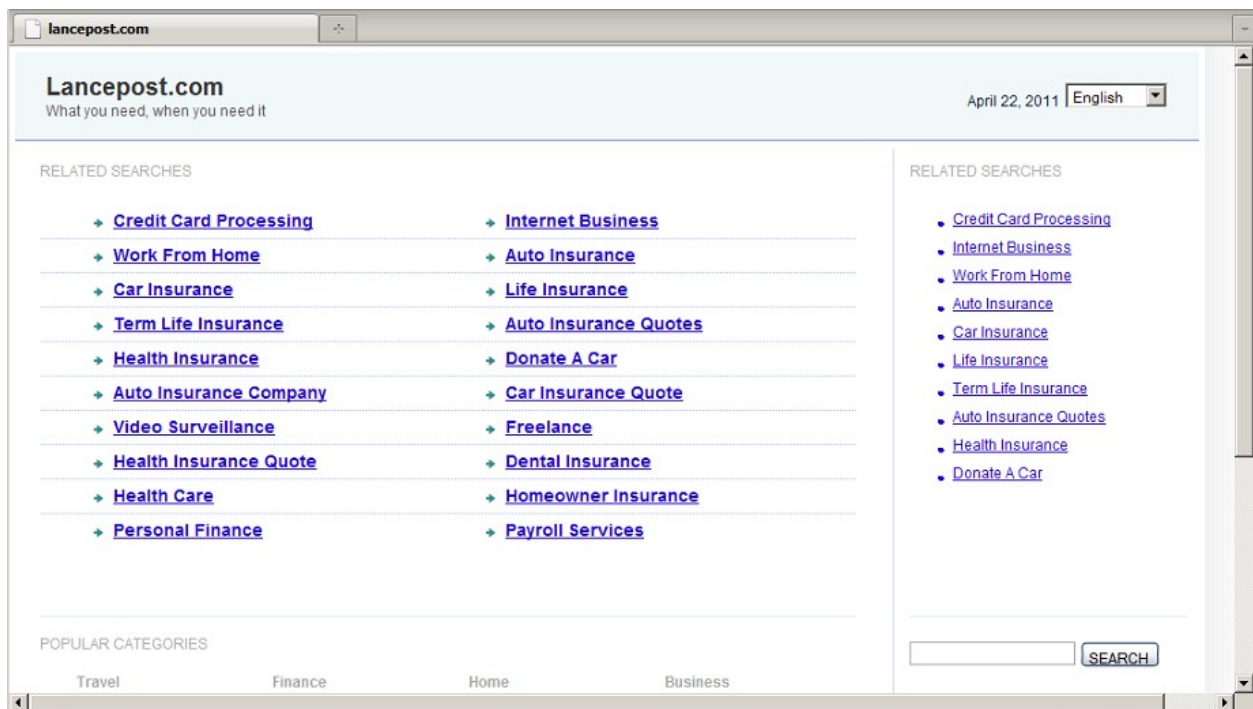 lancepost.com
Lancepost.com
What you need, when you need it
April 22, 2011 English
RELATED SEARCHES
Credit Card Processing Internet Business
Work From Home Auto Insurance
Car Insurance Life Insurance
Term Life Insurance Auto Insurance Quotes
Health Insurance Donate A Car
Auto Insurance Company Car Insurance Quote
Video Surveillance Freelance
Health Insurance Quote Dental Insurance
Health Care Homeowner Insurance
Personal Finance Payroll Services
RELATED SEARCHES
Credit Card Processing
Internet Business
Work From Home
Auto Insurance
Car Insurance
Life Insurance
Term Life Insurance
Auto Insurance Quotes
Health Insurance
Donate A Car
POPULAR CATEGORIES
Travel Finance Home Business
SEARCH